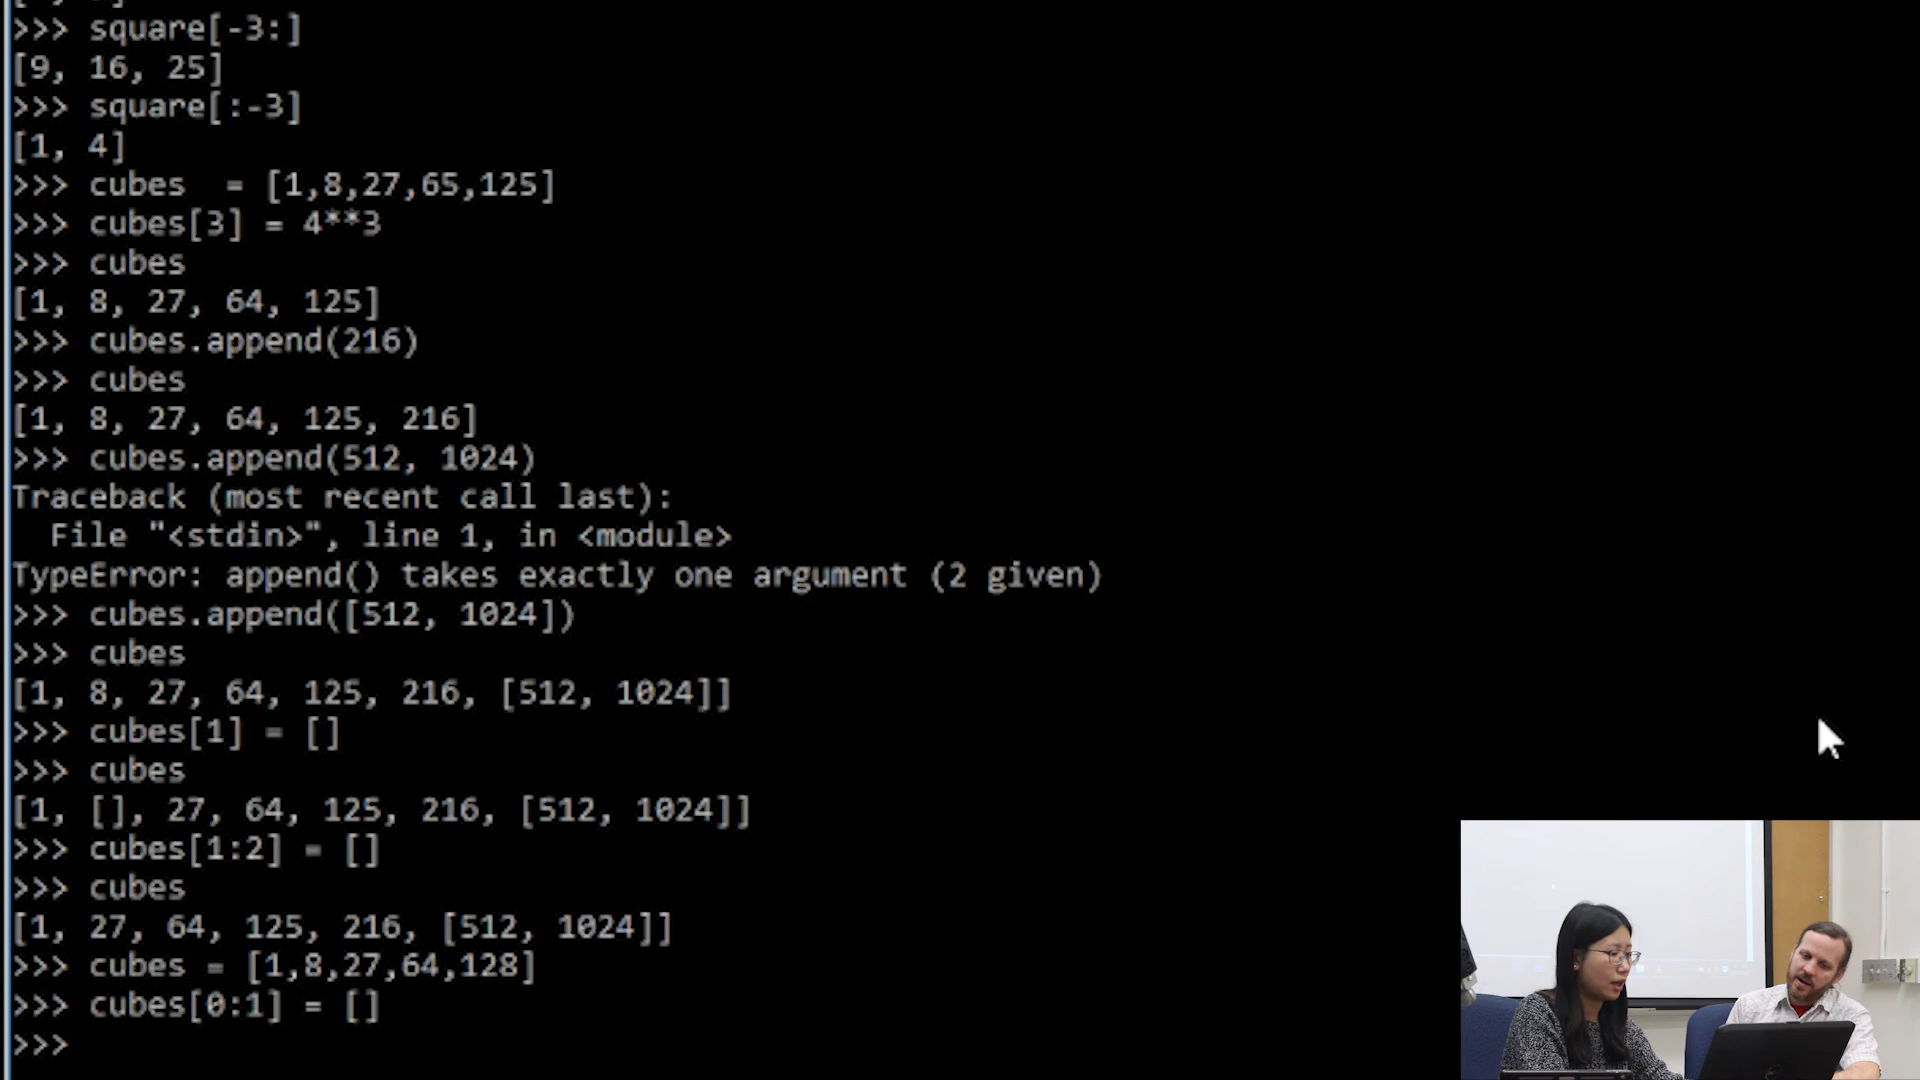 >>> square[-3:]
[9, 16, 25]
>>> square[:-3]
[1, 4]
>>> cubes  = [1,8,27,65,125]
>>> cubes[3] = 4**3
>>> cubes
[1, 8, 27, 64, 125]
>>> cubes.append(216)
>>> cubes
[1, 8, 27, 64, 125, 216]
>>> cubes.append(512, 1024)
Traceback (most recent call last):
  File "<stdin>", line 1, in <module>
TypeError: append() takes exactly one argument (2 given)
>>> cubes.append([512, 1024])
>>> cubes
[1, 8, 27, 64, 125, 216, [512, 1024]]
>>> cubes[1] = []
>>> cubes
[1, [], 27, 64, 125, 216, [512, 1024]]
>>> cubes[1:2] = []
>>> cubes
[1, 27, 64, 125, 216, [512, 1024]]
>>> cubes = [1,8,27,64,128]
>>> cubes[0:1] = []
>>>